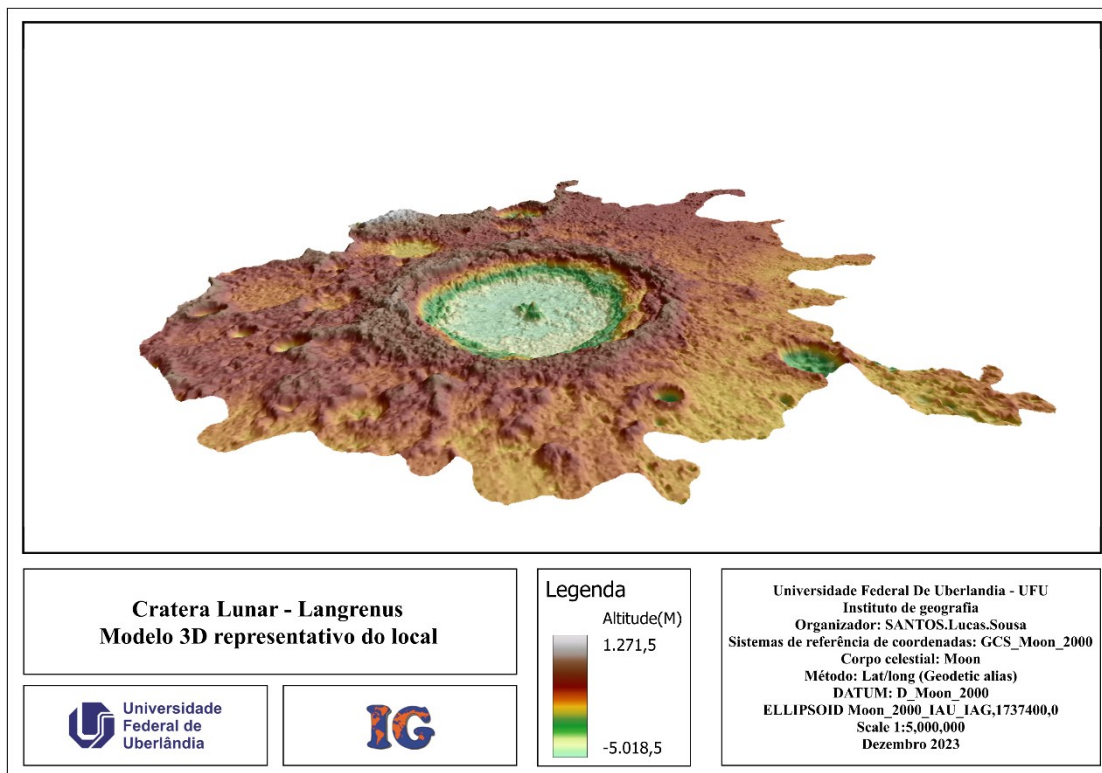 Cratera Lunar - Langrenus
Modelo 3D representativo do local
Universidade
Federal de
Uberlândia
IG
Legenda
Altitude(M)
1.271,5
-5.018,5
Universidade Federal De Uberlandia - UFU
Instituto de geografia
Organizador: SANTOS.Lucas.Sousa
Sistemas de referência de coordenadas: GCS_Moon_2000
Corpo celestial: Moon
Método: Lat/long (Geodetic alias)
DATUM: D_Moon_2000
ELLIPSOID Moon_2000_IAU_IAG,1737400,0
Scale 1:5,000,000
Dezembro 2023